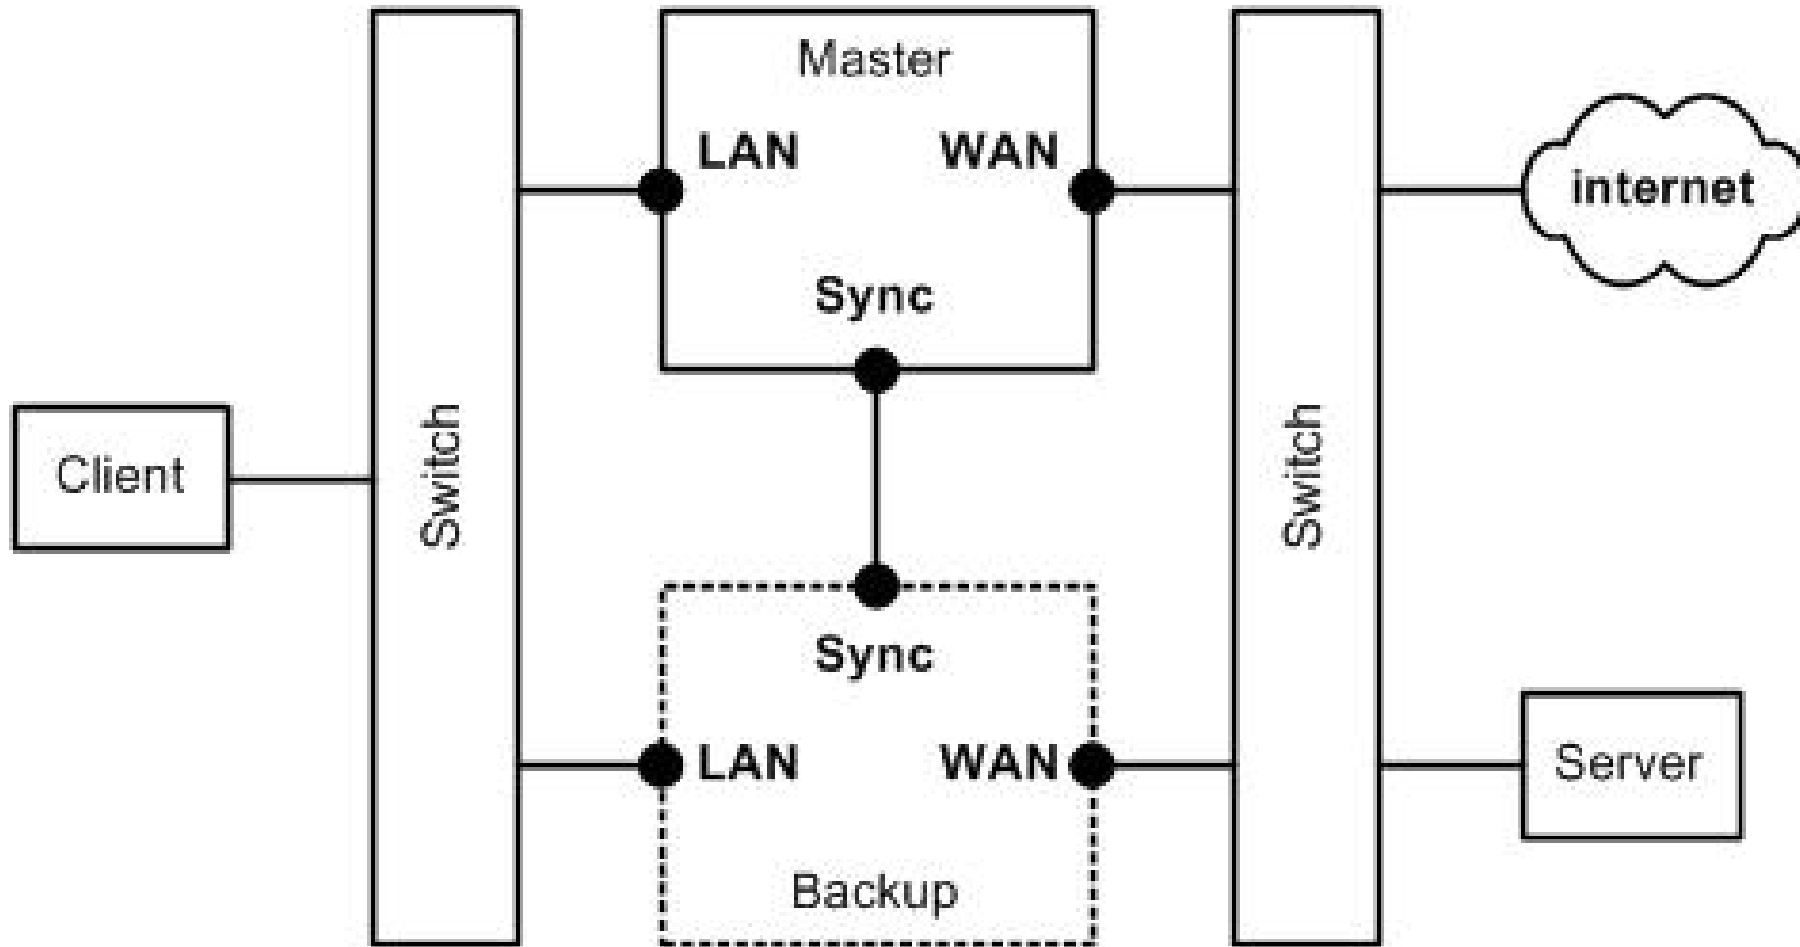 Master
LAN WAN
internet
Sync
Client
Switch
Switch
Sync
LAN WAN
Server
Backup